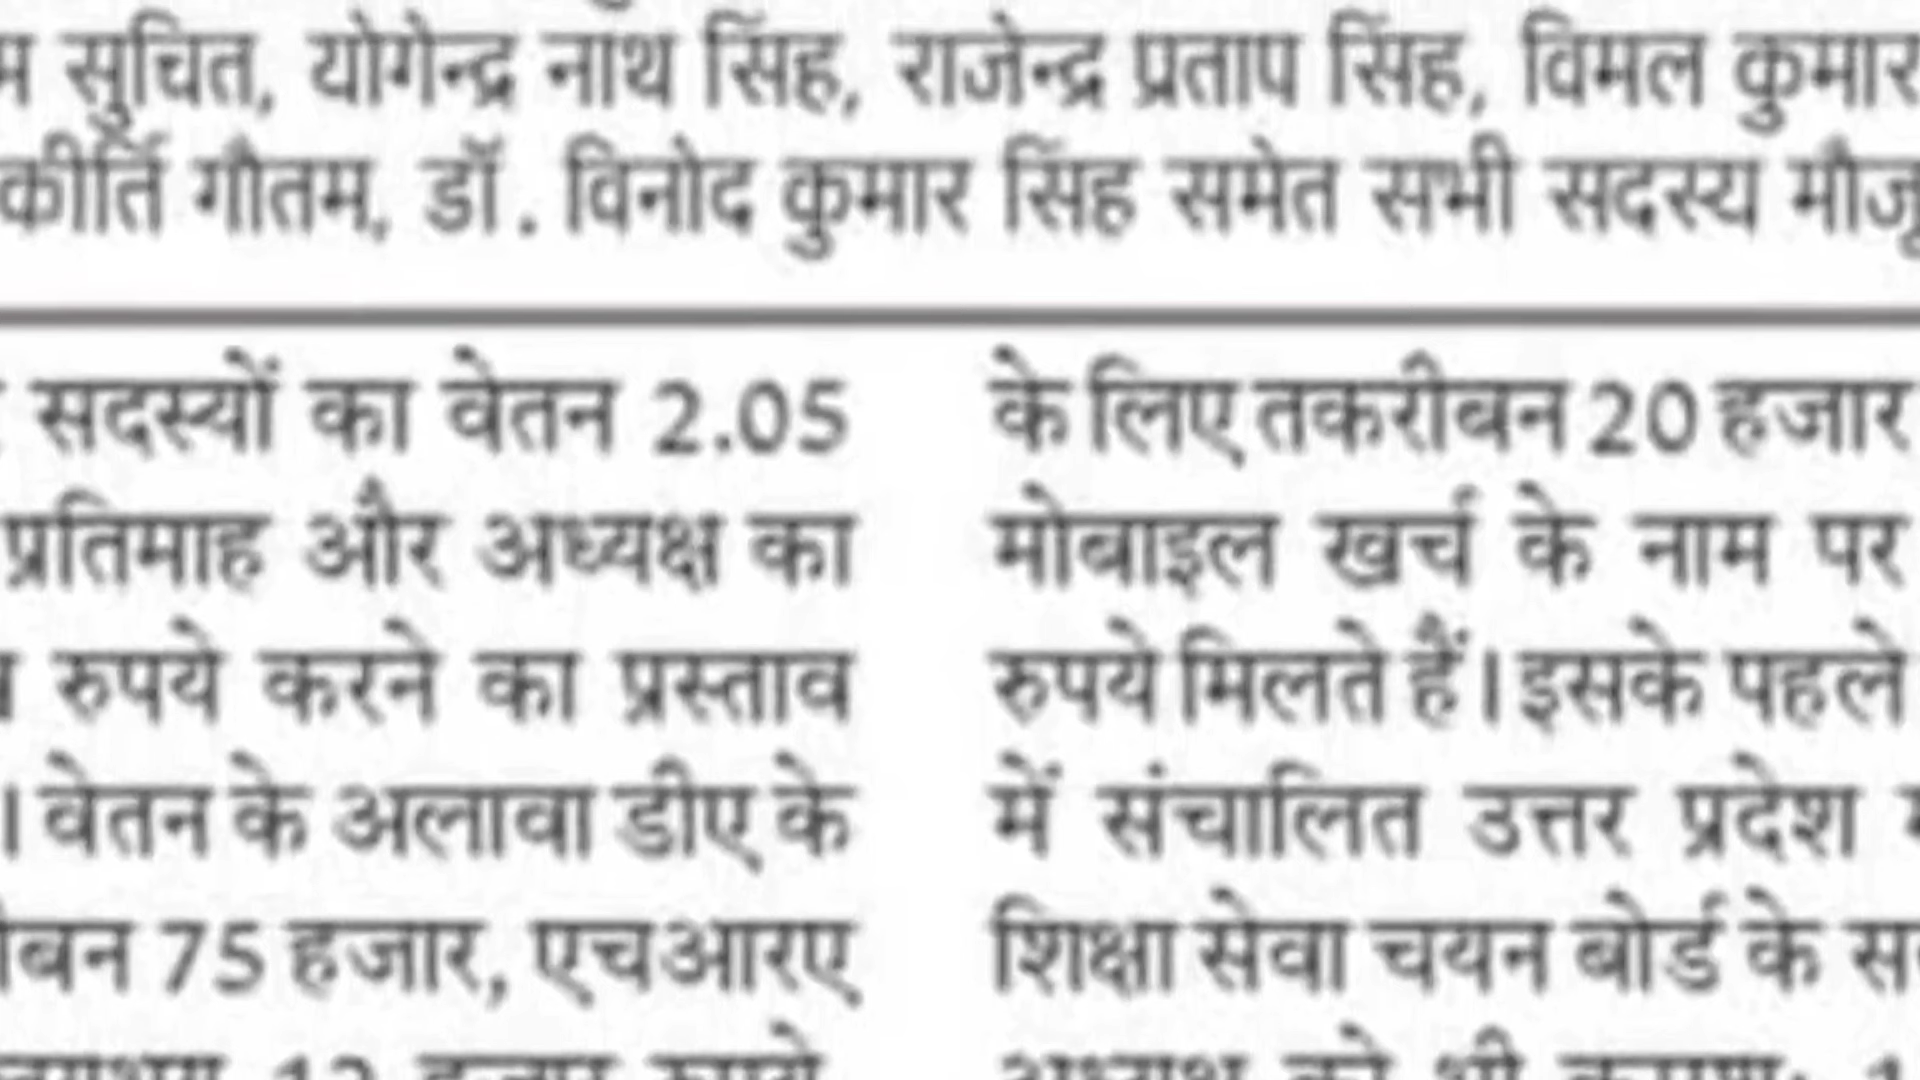 सुचित, योगेन्द्र नाथ सिंह, राजेन्द्र प्रताप सिंह, विमल कुमार
कीर्ति गौतम, डॉ. विनोद कुमार सिंह समेत सभी सदस्य
सदस्यों का वेतन 2.05
प्रतिमाह और अध्यक्ष का
रुपये करने का प्रस्ताव
। वेतन के अलावा डीए के
75 हजार, एचआरए
के लिए तकरीबन 20 हजार
मोबाइल खर्च के नाम पर
रुपये मिलते हैं। इसके पहले
में संचालित उत्तर प्रदेश
शिक्षा सेवा चयन बोर्ड के